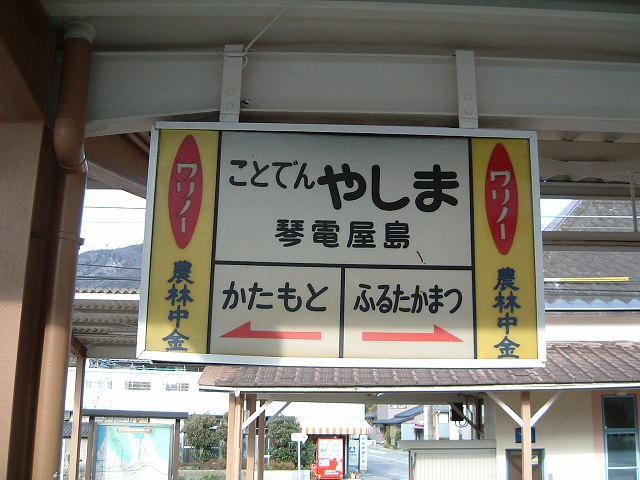 ことでんやしま
琴電屋島
かたもと
ふるたかまつ
ワリノー
農林中金
ワリノー
農林中金